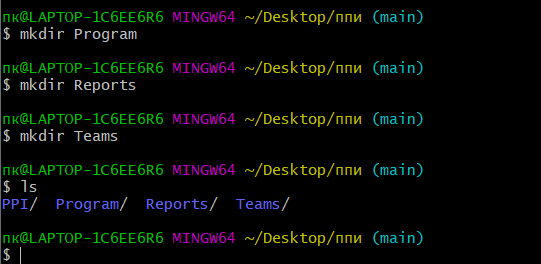 пк@LAPTOP-1C6EE6R6 MINGW64 ~/Desktop/ппи (main)
$ mkdir Program
пк@LAPTOP-1C6EE6R6 MINGW64 ~/Desktop/ппи (main)
$ mkdir Reports
пк@LAPTOP-1C6EE6R6 MINGW64 ~/Desktop/ппи (main)
$ mkdir Teams
пк@LAPTOP-1C6EE6R6 MINGW64 ~/Desktop/ппи (main)
$ ls
PPI/  Program/  Reports/  Teams/
пк@LAPTOP-1C6EE6R6 MINGW64 ~/Desktop/ппи (main)
$